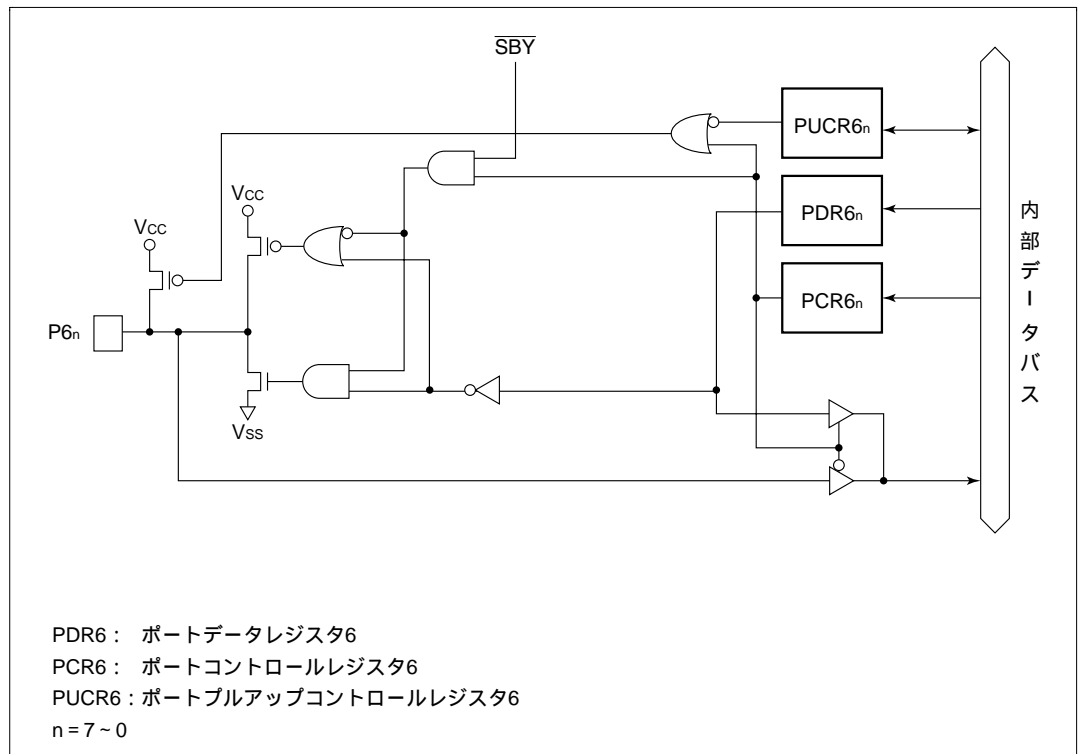 SBY
PUCR6n
PDR6n
PCR6n
VCC
VCC
P6n
VSS
内部データバス
PDR6： ポートデータレジスタ6
PCR6： ポートコントロールレジスタ6
PUCR6：ポートプルアップコントロールレジスタ6
n = 7 ~ 0